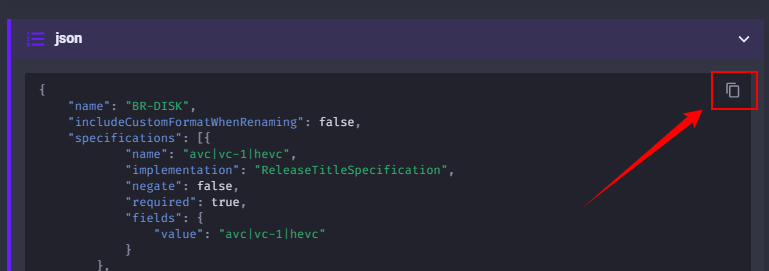 json
{
"name": "BR-DISK",
"includeCustomFormatWhenRenaming": false,
"specifications": [{
"name": "avc|vc-1|hevc",
"implementation": "ReleaseTitleSpecification",
"negate": false,
"required": true,
"fields": {
"value": "avc|vc-1|hevc"
}
},